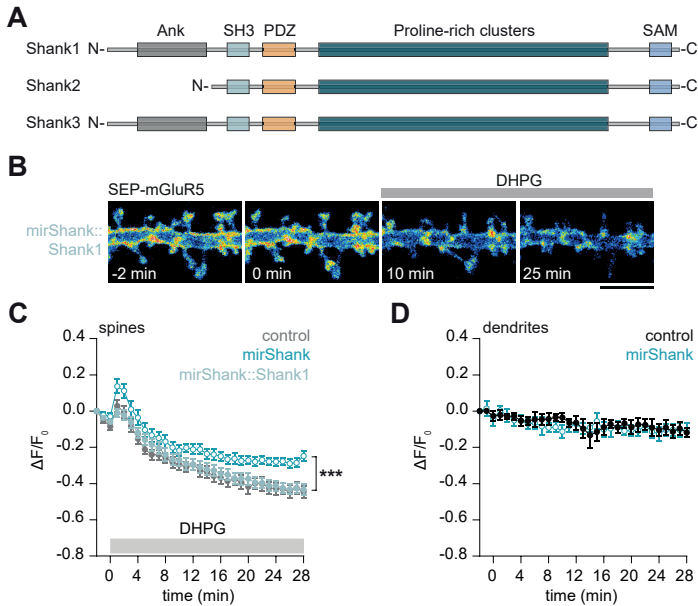 A
Ank SH3 PDZ Proline-rich clusters SAM
Shank1 N- -C
Shank2 N- -C
Shank3 N- -C
B
SEP-mGluR5 DHPG
mirShank::
Shank1
-2 min 0 min 10 min 25 min
C
spines
control
mirShank
mirShank::Shank1
0.4
0.2
0.0
-0.2
-0.4
-0.6
-0.8
ΔF/F0
***
DHPG
0 4 8 12 16 20 24 28
time (min)
D
dendrites
control
mirShank
0.4
0.2
0.0
-0.2
-0.4
-0.6
-0.8
ΔF/F0
0 4 8 12 16 20 24 28
time (min)